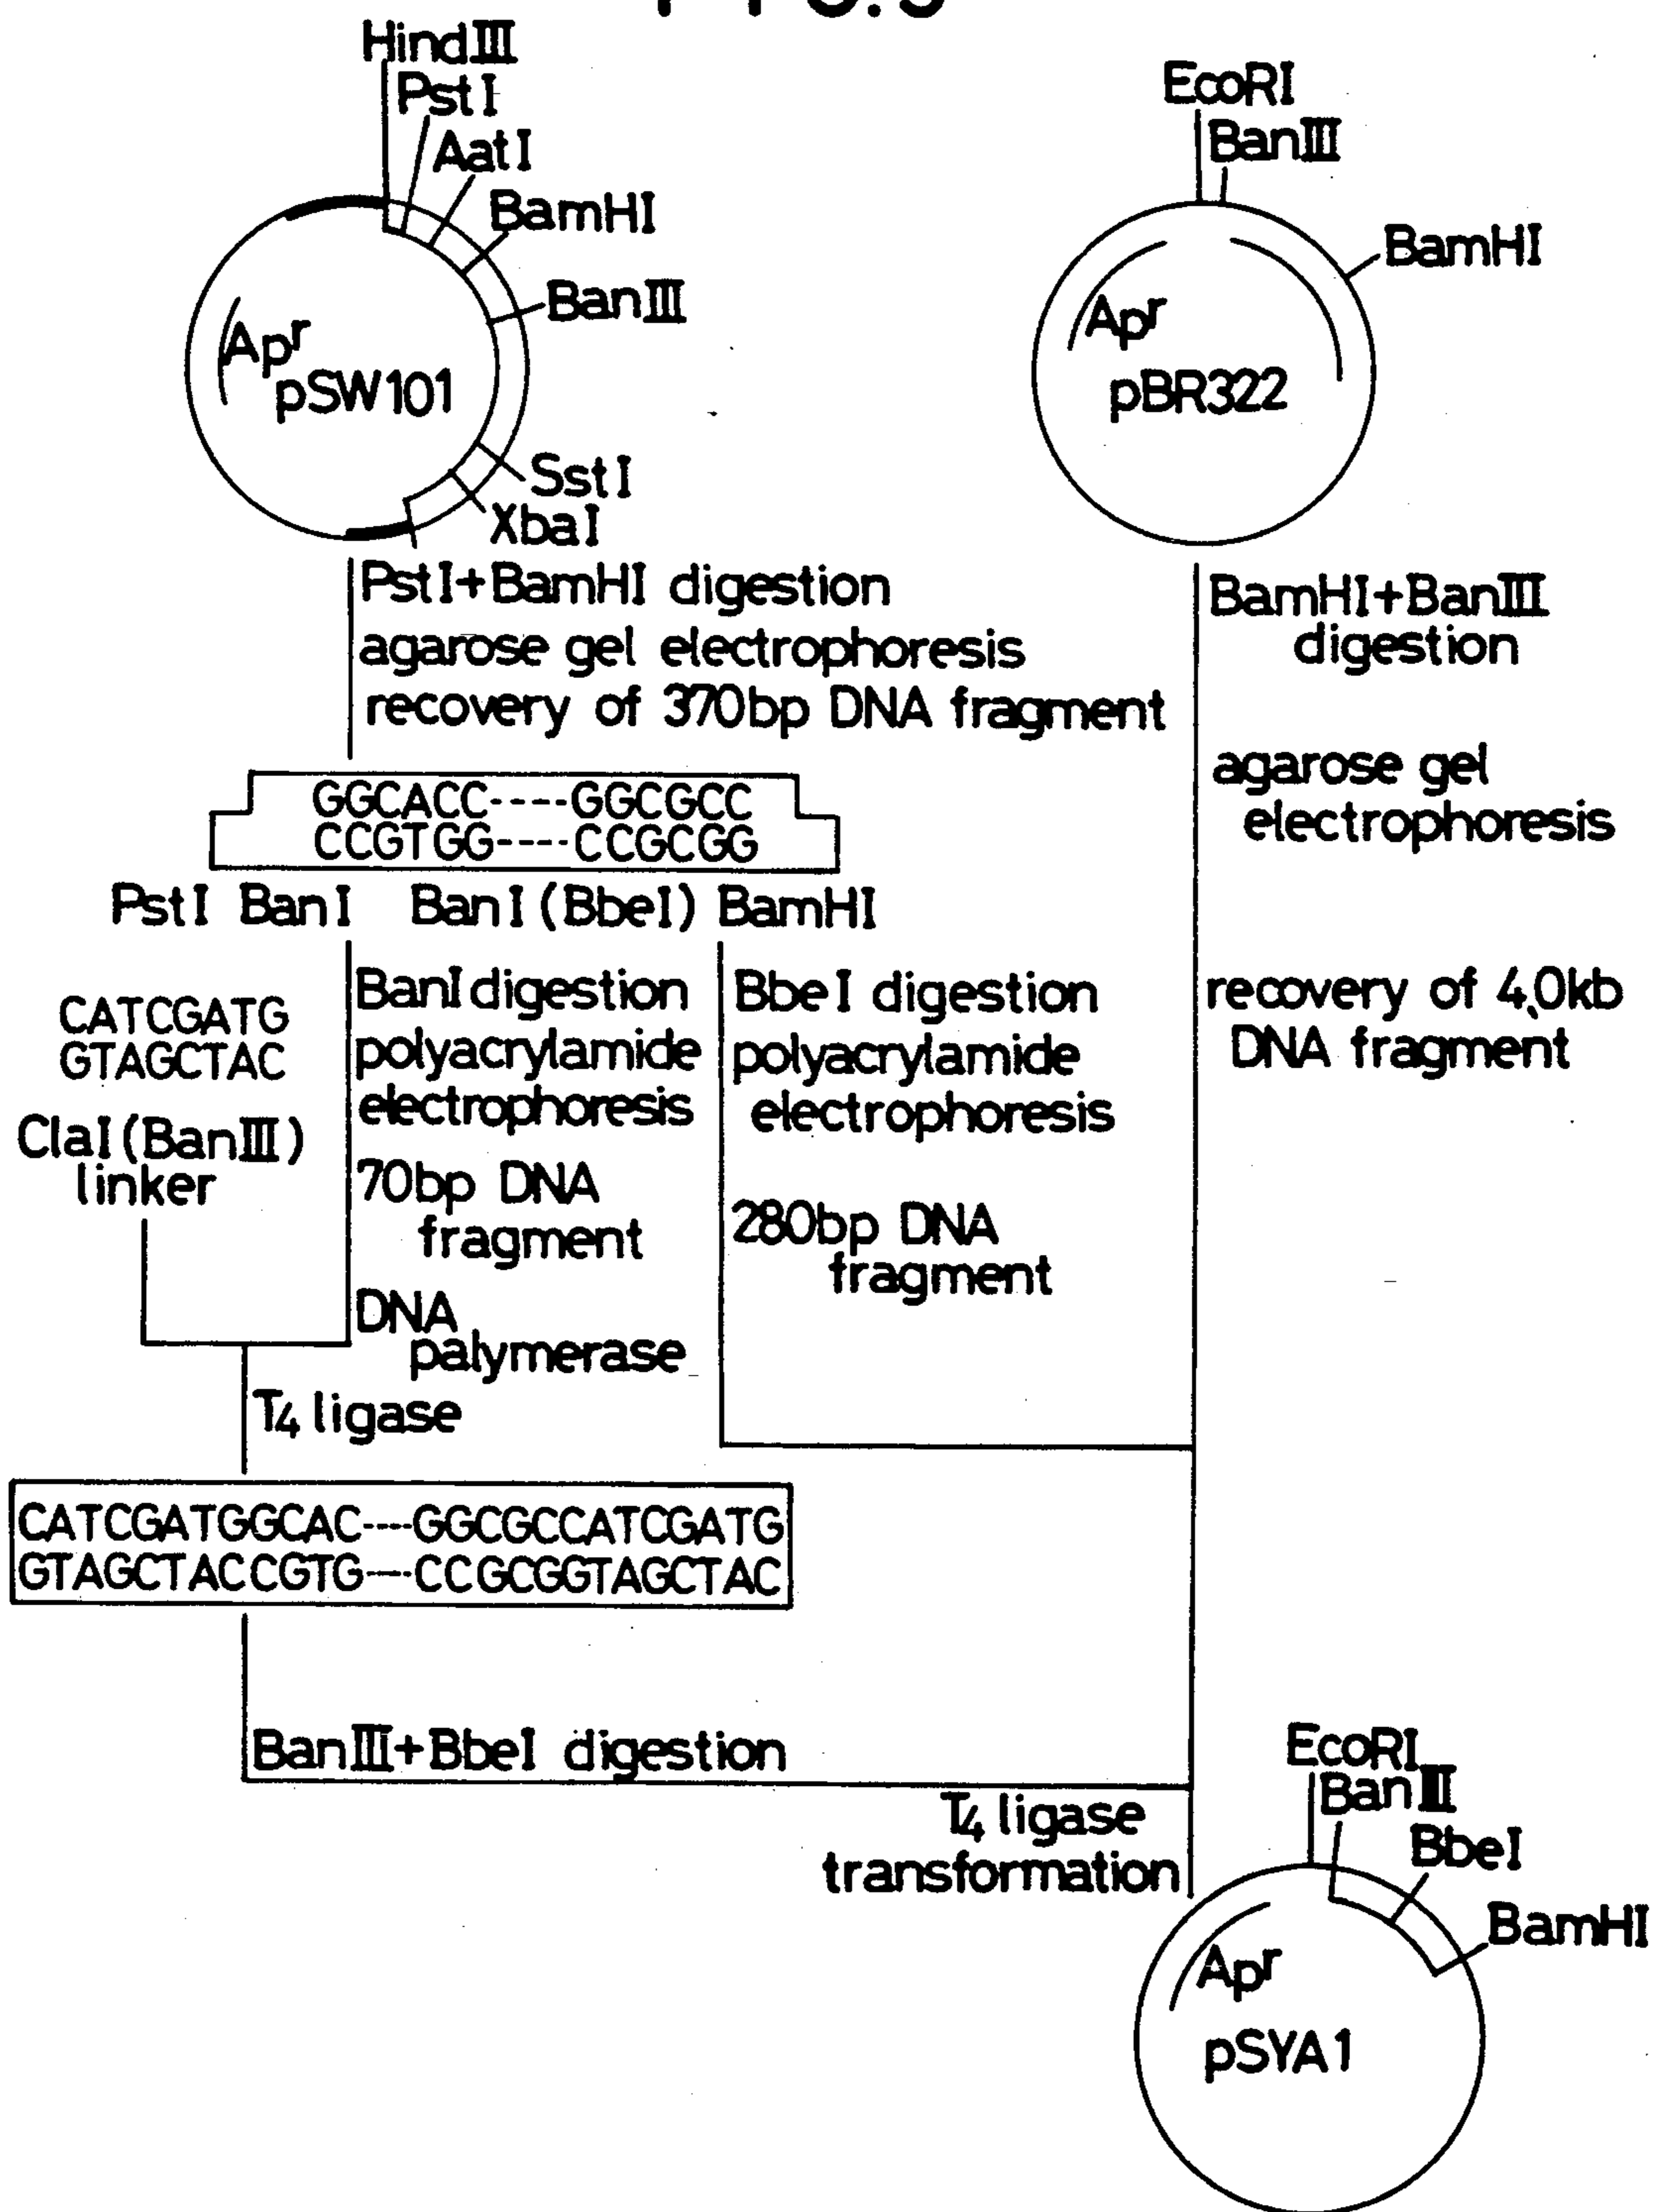 HindIII
PstI
AatI
BamHI
BanIII
Apr
pSW101
SstI
XbaI
EcoRI
BanIII
BamHI
Apr
pBR322
PstI+BamHI digestion
agarose gel electrophoresis
recovery of 370bp DNA fragment
BamHI+BanIII
digestion
agarose gel
electrophoresis
recovery of 4.0kb
DNA fragment
GGCACC----GGCGCC
CCGTGG----CCGCGG
PstI BanI BanI (BbeI) BamHI
CATCGATG
GTAGCTAC
ClaI(BanIII)
linker
BanI digestion
polyacrylamide
electrophoresis
70bp DNA
fragment
DNA
palymerase
BbeI digestion
polyacrylamide
electrophoresis
280bp DNA
fragment
T4 ligase
CATCGATGGCAC----GGCGCCATCGATG
GTAGCTACCGTG----CCGCGGTAGCTAC
BanIII+BbeI digestion
T4 ligase
transformation
EcoRI
BanIII
BbeI
BamHI
Apr
pSYA1